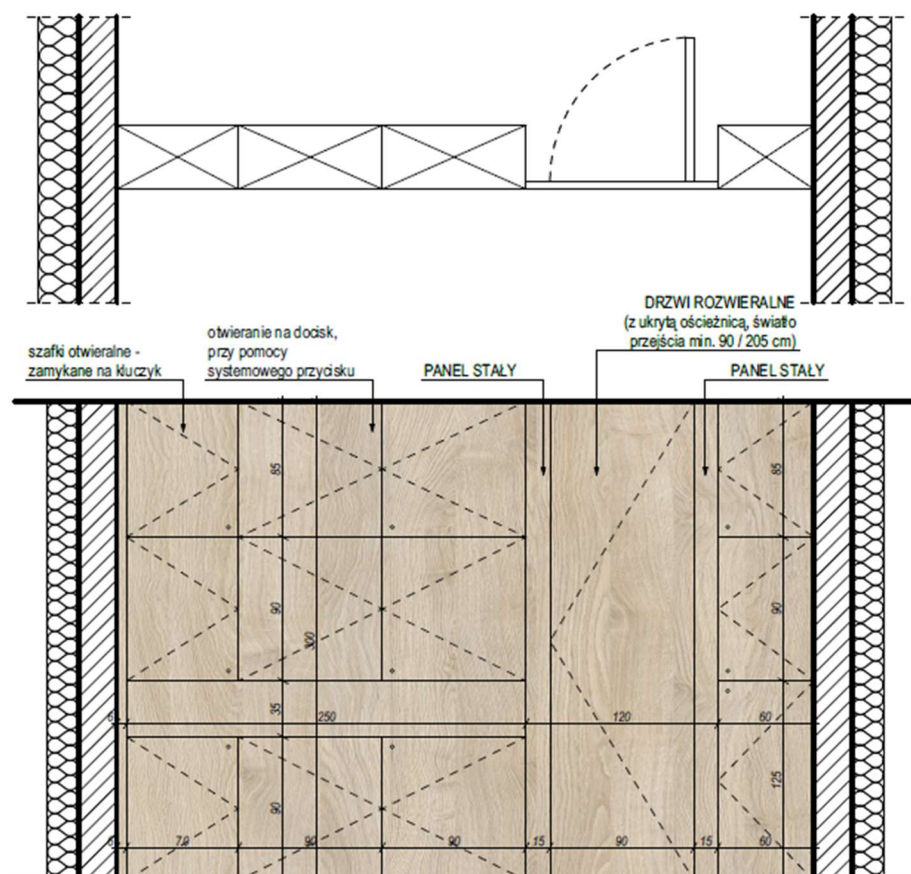 DRZWI ROZWIERALNE
(z ukrytą ościeżnicą, światło
przejścia min. 90 / 205 cm)
szafki otwieralne -
zamykane na kluczyk
otwieranie na docisk,
przy pomocy
systemowego przycisku
PANEL STAŁY
PANEL STAŁY
85
85
90
90
300
35
6
250
120
60
90
125
6
70
90
90
15
90
15
60